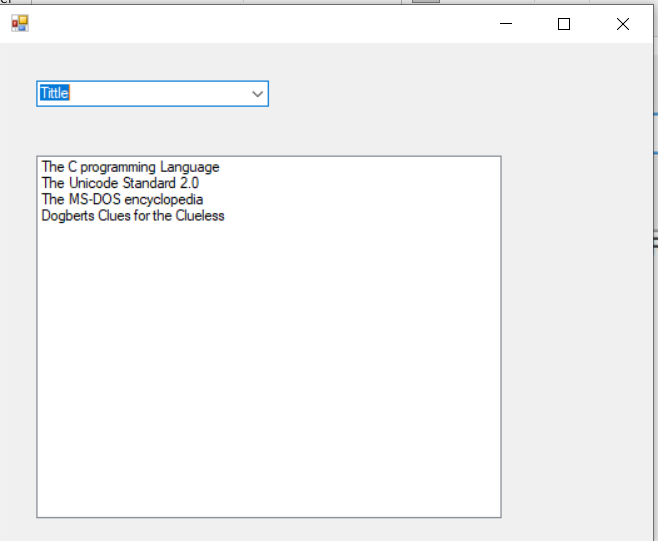 Tittle
The C programming Language
The Unicode Standard 2.0
The MS-DOS encyclopedia
Dogberts Clues for the Clueless